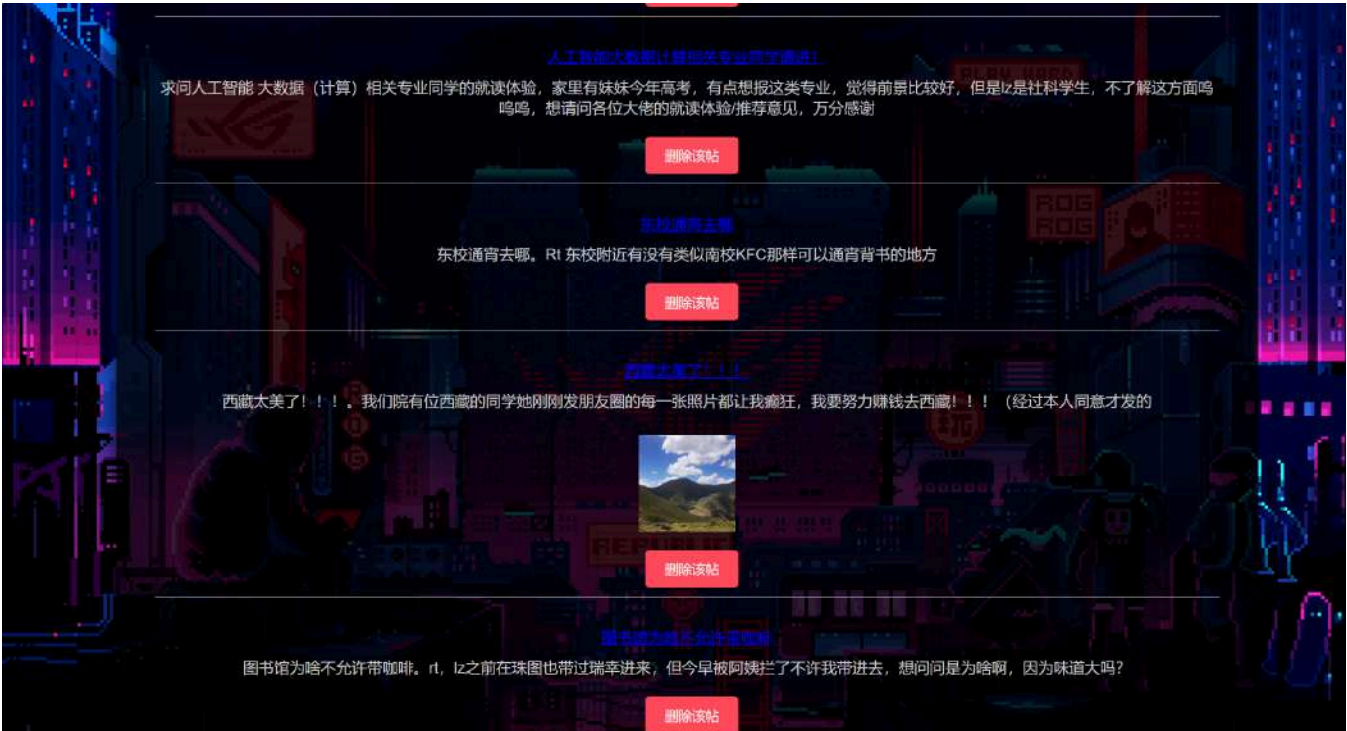 人工智能大数据计算相关专业同学请进!
PLAY HARD
求问人工智能 大数据（计算）相关专业同学的就读体验，家里有妹妹今年高考，有点想报这类专业，觉得前景比较好，但是lz是社科学生，不了解这方面呜
呜呜，想请问各位大佬的就读体验/推荐意见，万分感谢
删除该帖
ROG
ROG
东校通宵去哪
东校通宵去哪。Rt 东校附近有没有类似南校KFC那样可以通宵背书的地方
删除该帖
西藏太美了！！！
西藏太美了！！！。我们院有位西藏的同学她刚刚发朋友圈的每一张照片都让我癫狂，我要努力赚钱去西藏！！！（经过本人同意才发的
玩
REPUBLIC
删除该帖
图书馆为啥不允许带咖啡
图书馆为啥不允许带咖啡。rt，lz之前在珠图也带过瑞幸进来，但今早被阿姨拦了不许我带进去，想问问是为啥啊，因为味道大吗？
删除该帖